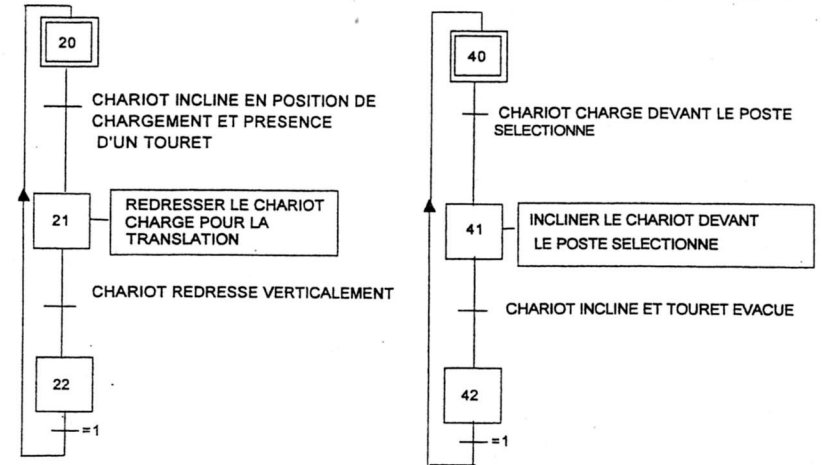 20
CHARIOT INCLINE EN POSITION DE
CHARGEMENT ET PRESENCE
D'UN TOURET
21
REDRESSER LE CHARIOT
CHARGE POUR LA
TRANSLATION
CHARIOT REDRESSE VERTICALEMENT
22
=1
40
CHARIOT CHARGE DEVANT LE POSTE
SELECTIONNE
41
INCLINER LE CHARIOT DEVANT
LE POSTE SELECTIONNE
CHARIOT INCLINE ET TOURET EVACUE
42
=1